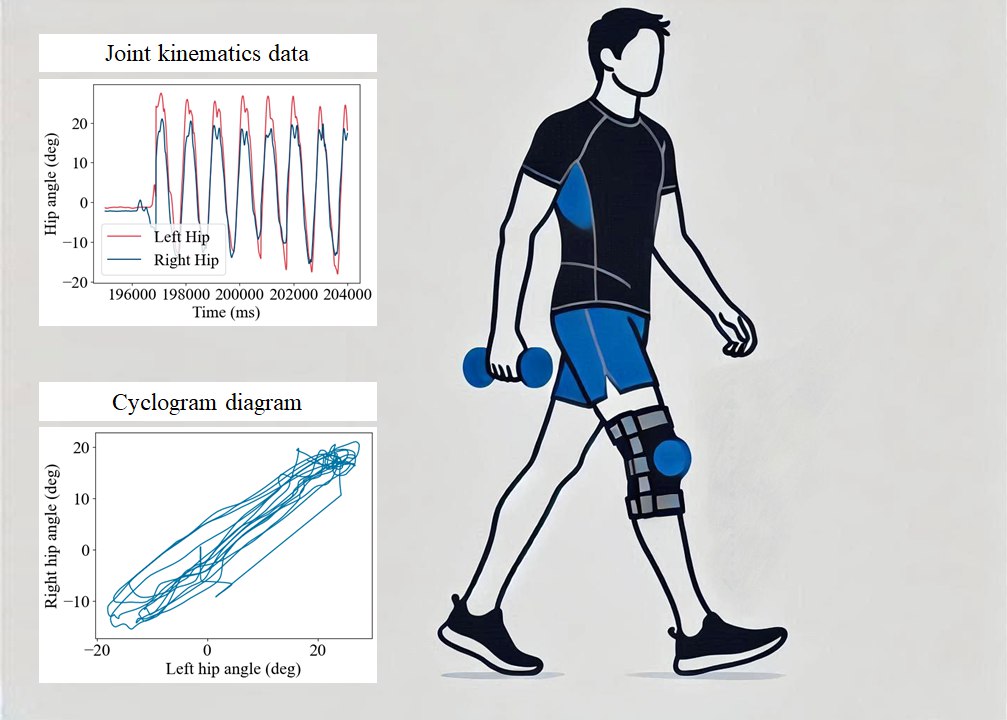 Joint kinematics data
Hip angle (deg)
20
10
0
−10
−20
Left Hip
Right Hip
196000 198000 200000 202000 204000
Time (ms)
Cyclogram diagram
Right hip angle (deg)
20
10
0
−10
−20 0 20
Left hip angle (deg)